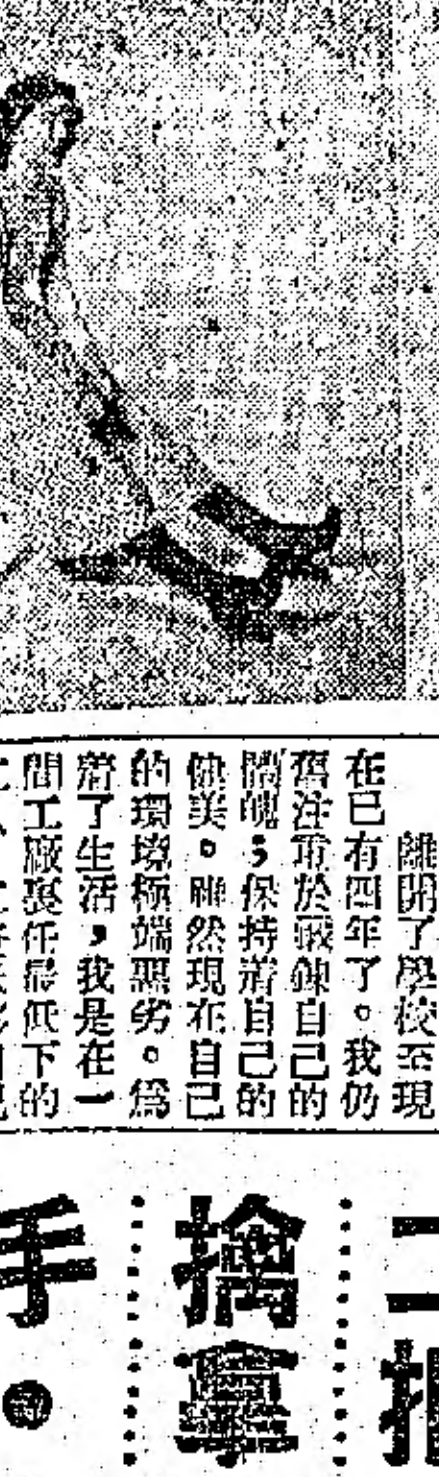 離開了學校至現
在已有四年了。我仍
舊注重於鍛鍊自己的
體魄；保持着自己的
健美。雖然現在自己
的環境極端惡劣。爲
着了生活，我是在一
間工廠裏任最低下的
二
擒拿
手